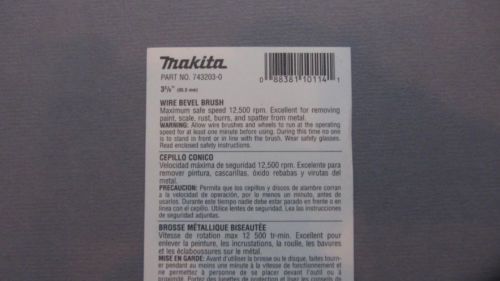 Makita
PART NO. 743203-0
0 88381 10114 1
WIRE BEVEL BRUSH
Maximum safe speed 12,500 rpm. Excellent for removing
paint, scale, rust, burrs, and spatter from metal.
WARNING: Allow wire brushes and wheels to run at the operating
speed for at least one minute before using. During this time no one
is to stand in front or in line with the brush. Wear safety glasses.
Read enclosed safety instructions.
CEPILLO CONICO
Velocidad máxima de seguridad 12,500 rpm. Excelente para
remover pintura, cascarillas, óxido rebabas y virutas del
metal.
PRECAUCION: Permita que los cepillos y discos de alambre corran
a la velocidad de operación, por lo menos un minuto, antes de
usarlos. Durante este tiempo nadie debe estar parado en frente o en
línea con el cepillo. Utilice lentes de seguridad. Lea las instrucciones
de seguridad adjuntas.
BROSSE MÉTALLIQUE BISEAUTÉE
Vitesse de rotation max 12 500 tr-min. Excellent pour
enlever la peinture, les incrustations, la roulle, les bavures
et les éclaboussures sur le métal.
MISE EN GARDE: Avant d'utiliser la brosse ou le disque, faites tourner
pendant au moins une minute à la vitesse de fonctionnement et
ne permettez à personne de se tenir devant l'outil ou à